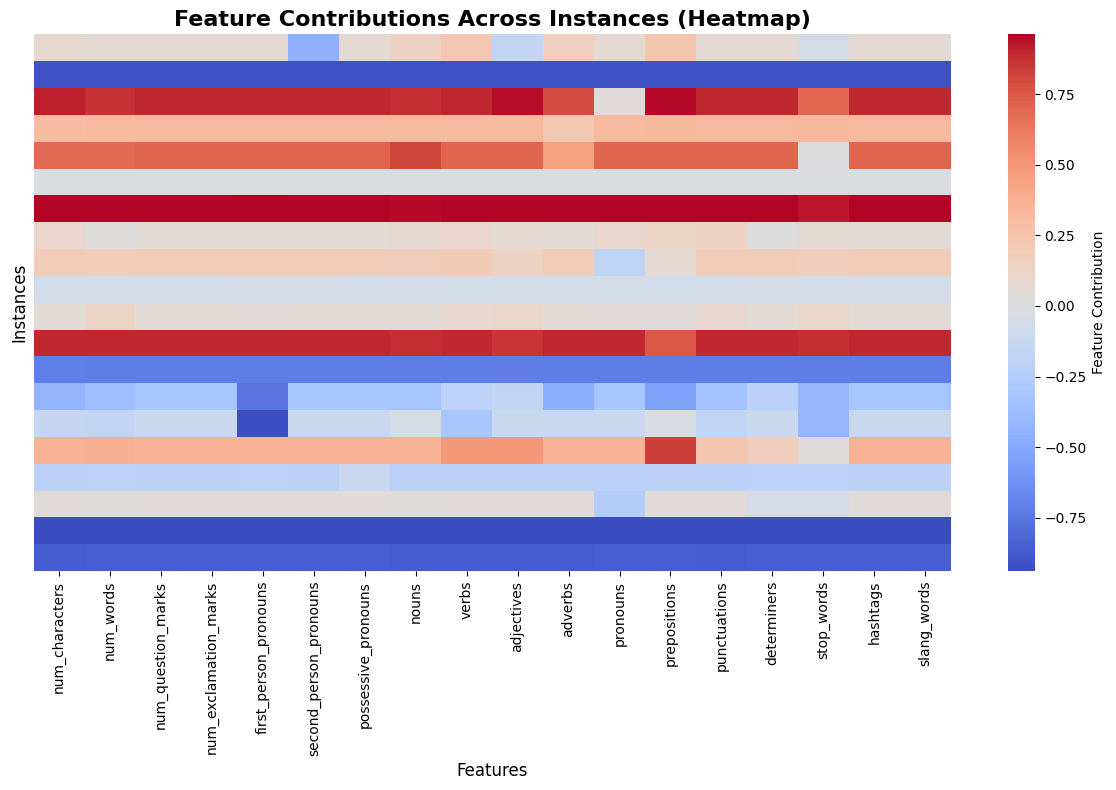 Feature Contributions Across Instances (Heatmap)
Instances
num_characters
num_words
num_question_marks
num_exclamation_marks
first_person_pronouns
second_person_pronouns
possessive_pronouns
nouns
verbs
adjectives
adverbs
pronouns
prepositions
punctuations
determiners
stop_words
hashtags
slang_words
Features
0.75
0.50
0.25
0.00
−0.25
−0.50
−0.75
Feature Contribution